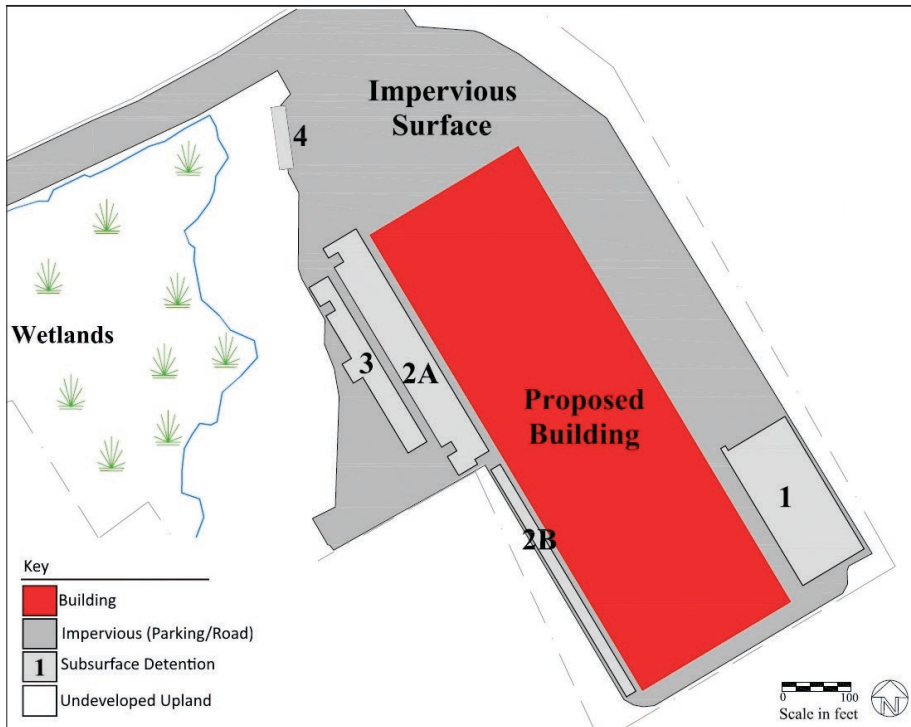 Impervious
Surface
4
Wetlands
3
2A
Proposed
Building
1
2B
Key
Building
Impervious (Parking/Road)
1 Subsurface Detention
Undeveloped Upland
0 100
Scale in feet
N